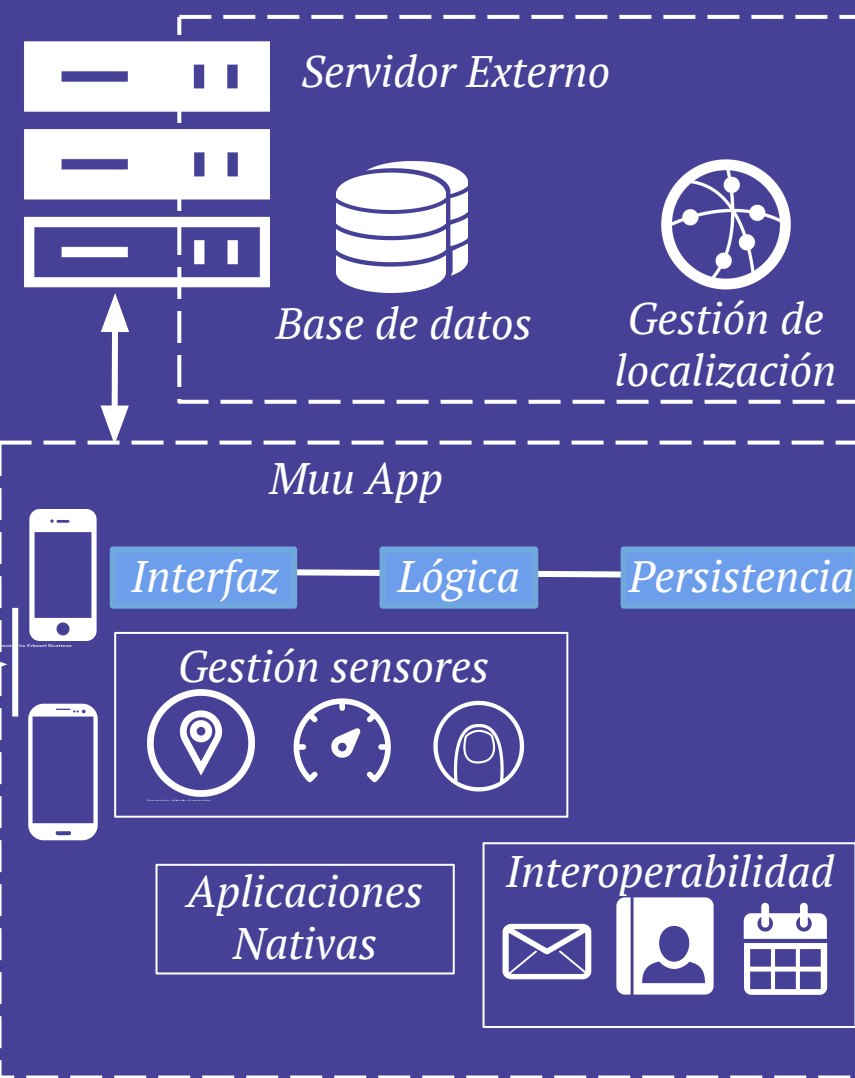 Servidor Externo
Base de datos
Gestión de
localización
Muu App
Interfaz
Lógica
Persistencia
Gestión sensores
Aplicaciones
Nativas
Interoperabilidad